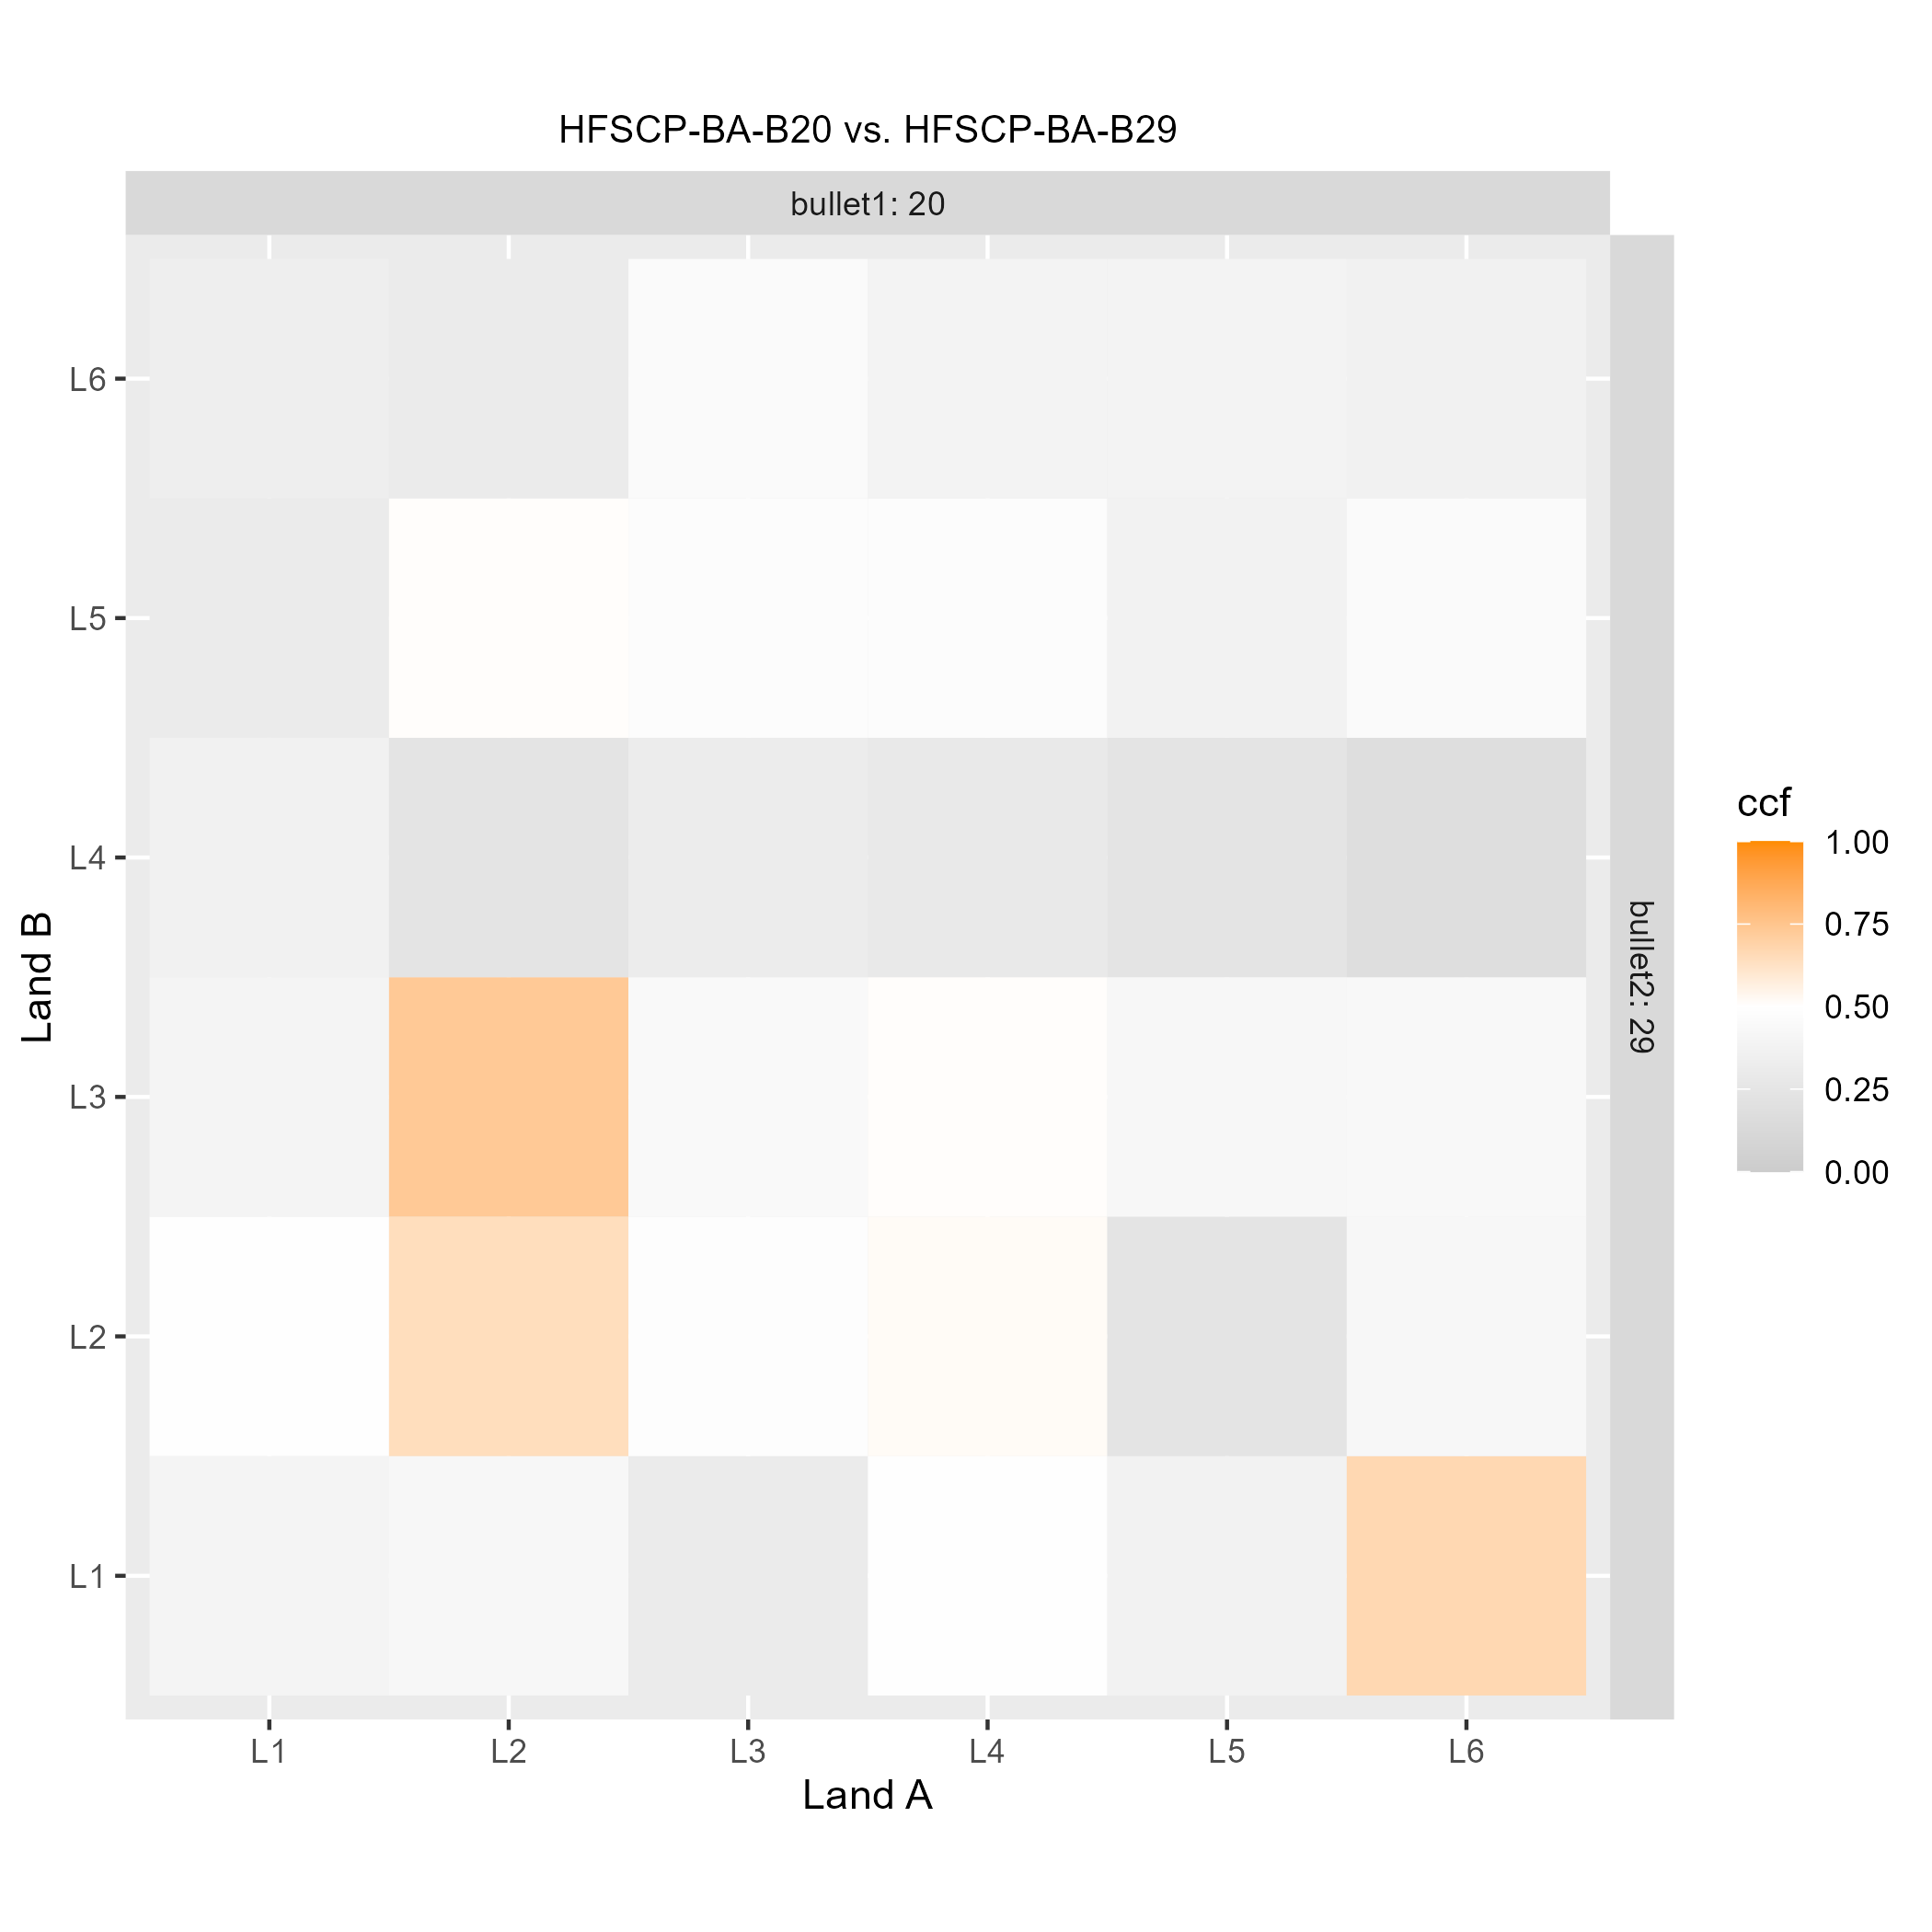 HFSCP-BA-B20 vs. HFSCP-BA-B29
bullet1: 20
L6
L5
L4
L3
L2
L1
Land B
bullet2: 29
ccf
1.00
0.75
0.50
0.25
0.00
L1 L2 L3 L4 L5 L6
Land A